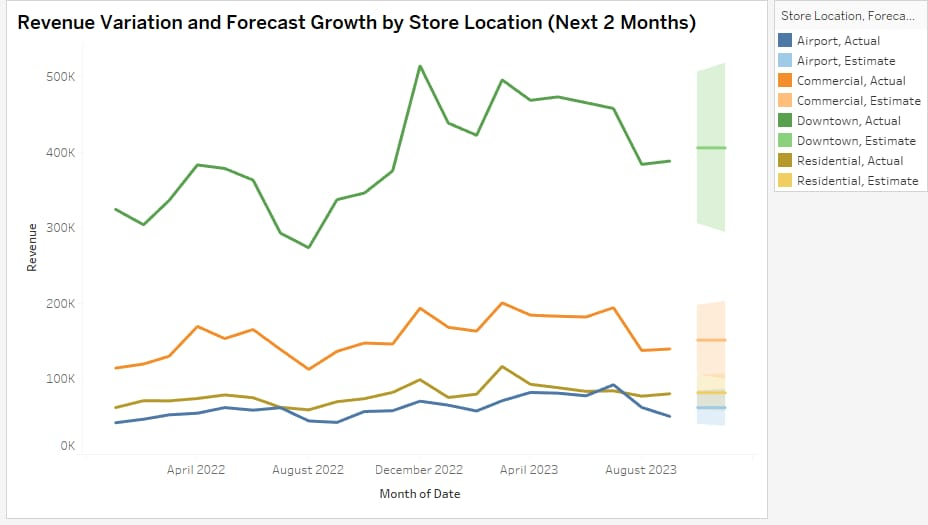 Revenue Variation and Forecast Growth by Store Location (Next 2 Months)
Store Location, Foreca...
Airport, Actual
Airport, Estimate
Commercial, Actual
Commercial, Estimate
Downtown, Actual
Downtown, Estimate
Residential, Actual
Residential, Estimate
Revenue
500K
400K
300K
200K
100K
0K
April 2022
August 2022
December 2022
April 2023
August 2023
Month of Date